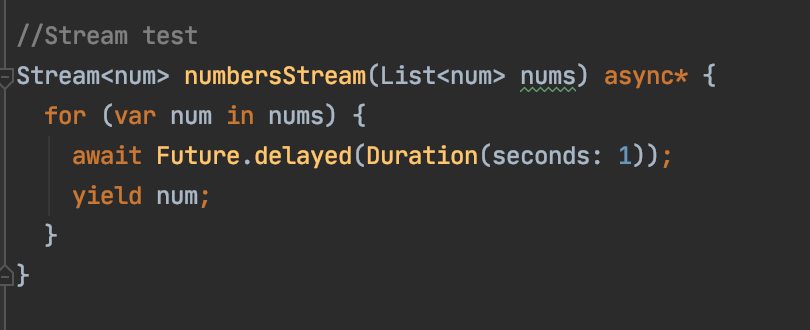 //Stream test
Stream<num> numbersStream(List<num> nums) async* {
for (var num in nums) {
await Future.delayed(Duration(seconds: 1));
yield num;
}
}